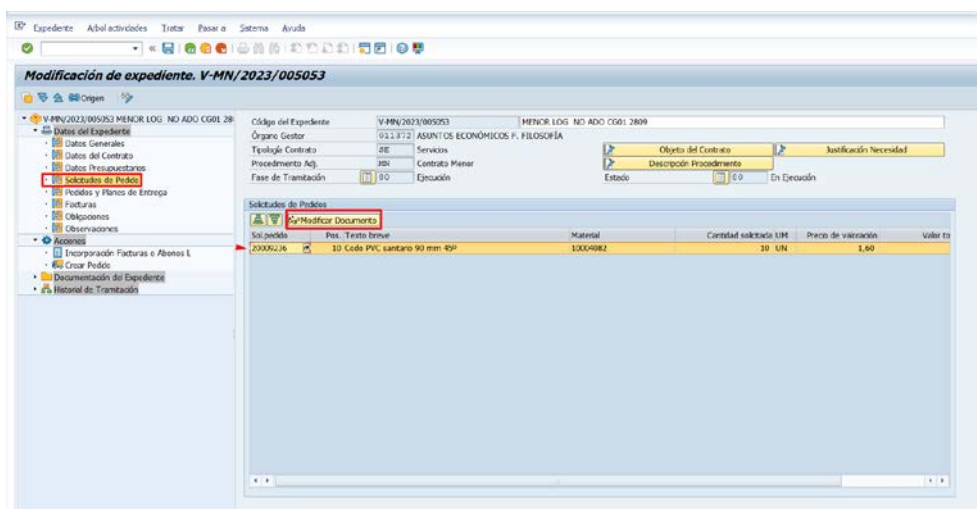 Expediente Árbol actividades Tratar Pasar a Sistema Ayuda
Modificación de expediente. V-MN/2023/005053
Origen
V-MN/2023/005053 MENOR LOG NO ADO CG01 28
Datos del Expediente
Datos Generales
Datos del Contrato
Datos Presupuestarios
Solicitudes de Pedido
Pedidos y Planes de Entrega
Facturas
Obligaciones
Observaciones
Acciones
Incorporación Facturas o Abonos L
Crear Pedido
Documentación del Expediente
Historial de Tramitación
Código del Expediente V-MN/2023/005053 MENOR LOG NO ADO CG01 2809
Órgano Gestor 011372 ASUNTOS ECONÓMICOS F. FILOSOFÍA
Tipología Contrato SE Servicios Objeto del Contrato Justificación Necesidad
Procedimiento Adj. MN Contrato Menor Descripción Procedimiento
Fase de Tramitación 80 Ejecución Estado 80 En Ejecución
Solicitudes de Pedidos
Modificar Documento
Sol.pedido Pos. Texto breve Material Cantidad solicitada UM Precio de valoración Valor to
20009236 10 Codo PVC santario 90 mm 45º 10004082 10 UN 1,60